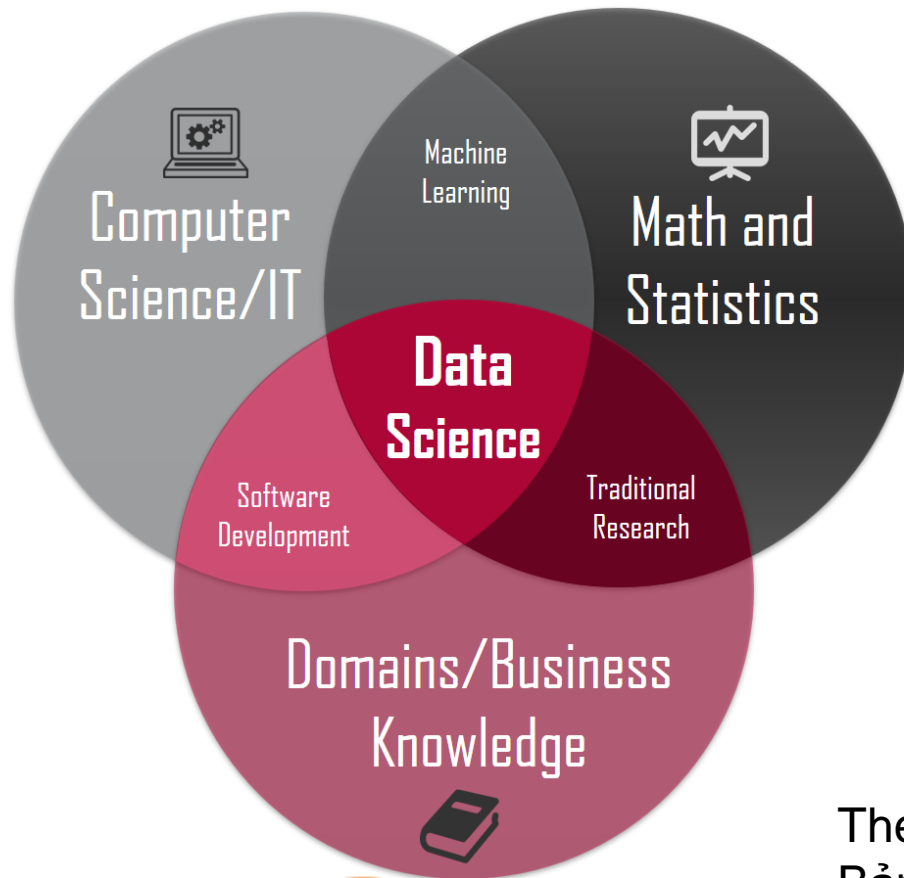 Machine
Learning
Computer
Science/IT
Math and
Statistics
Data
Science
Software
Development
Traditional
Research
Domains/Business
Knowledge